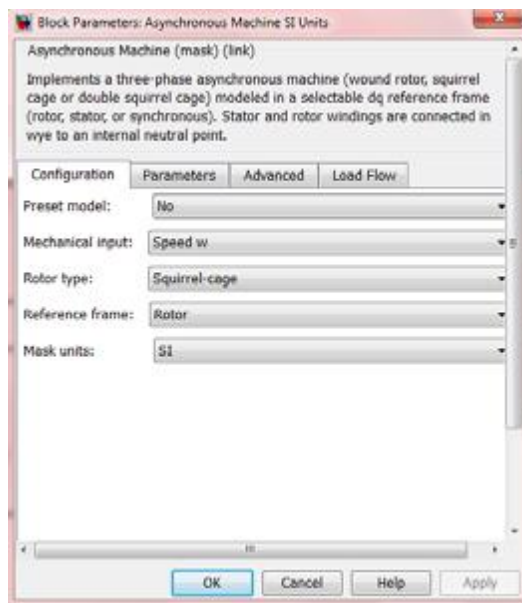 Block Parameters: Asynchronous Machine SI Units
Asynchronous Machine (mask) (link)
Implements a three-phase asynchronous machine (wound rotor, squirrel
cage or double squirrel cage) modeled in a selectable dq reference frame
(rotor, stator, or synchronous). Stator and rotor windings are connected in
wye to an internal neutral point.
Configuration Parameters Advanced Load Flow
Preset model: No
Mechanical input: Speed w
Rotor type: Squirrel-cage
Reference frame: Rotor
Mask units: SI
OK Cancel Help Apply